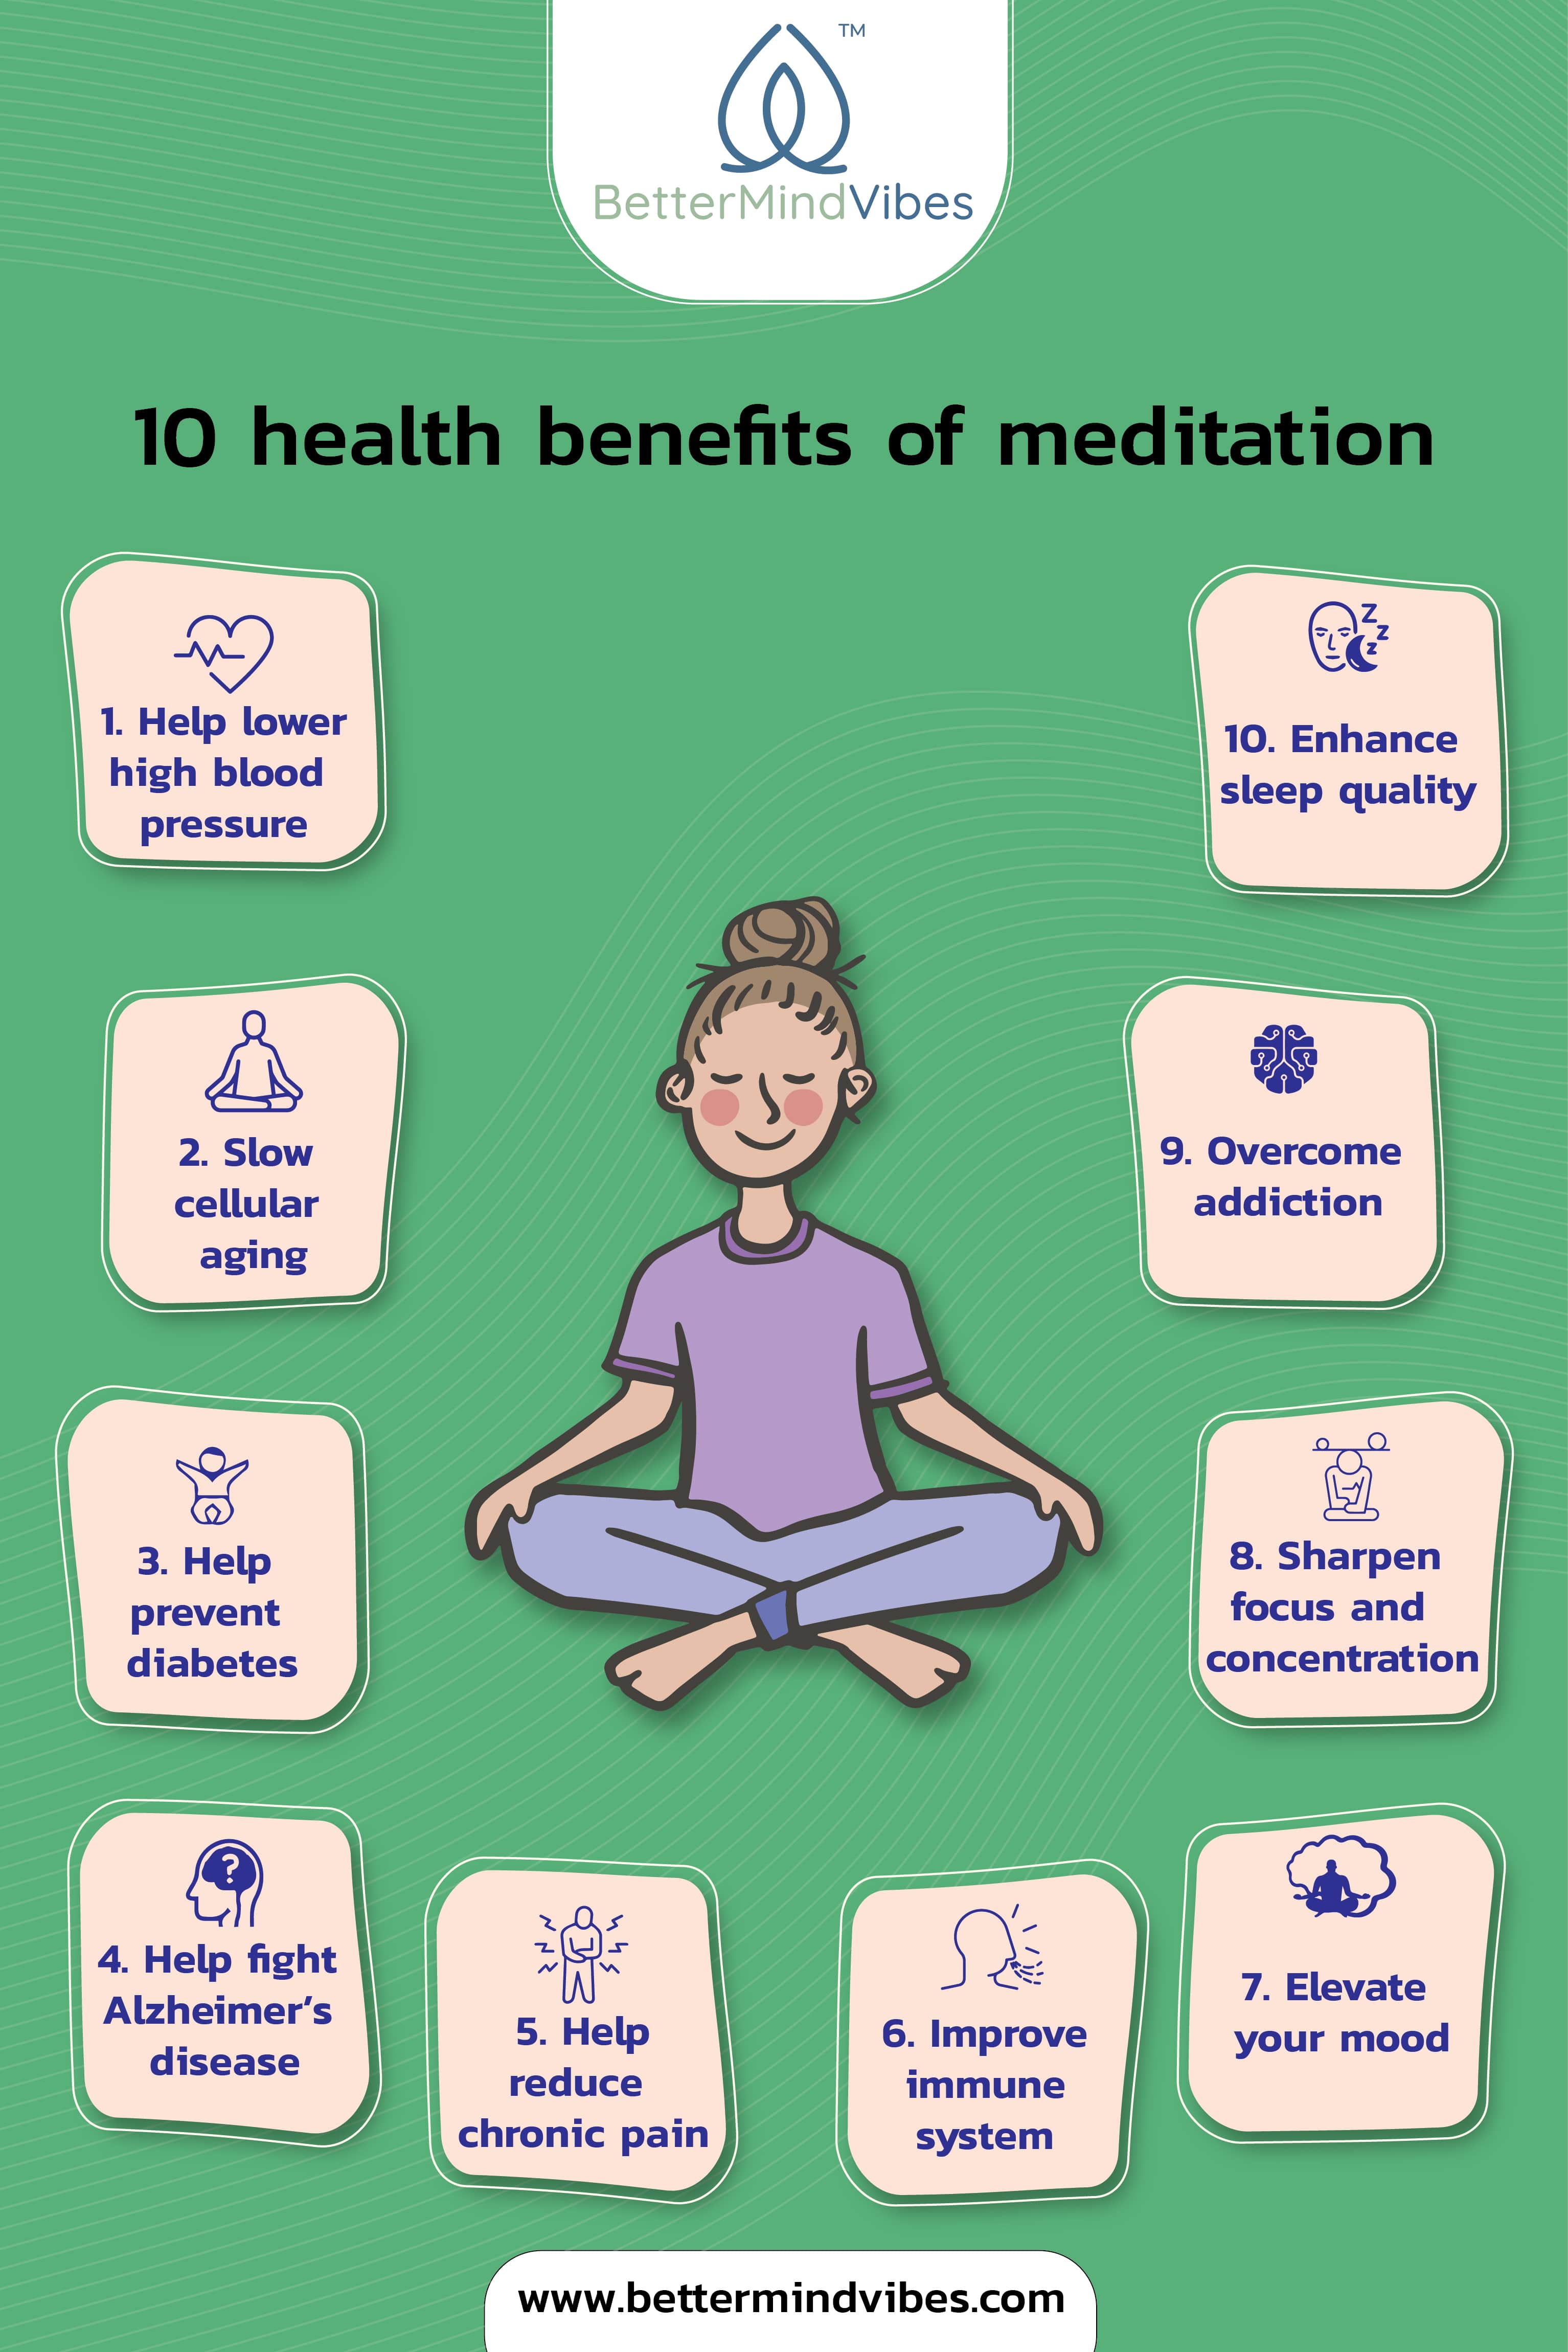 TM
BetterMindVibes
10 health benefits of meditation
1. Help lower
high blood
pressure
2. Slow
cellular
aging
3. Help
prevent
diabetes
4. Help fight
Alzheimer’s
disease
?
5. Help
reduce
chronic pain
6. Improve
immune
system
7. Elevate
your mood
8. Sharpen
focus and
concentration
9. Overcome
addiction
10. Enhance
sleep quality
Z
z
z
www.bettermindvibes.com